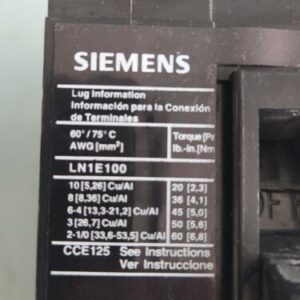 SIEMENS
Lug Information
Información para la Conexión
de Terminales
60°/75°C
AWG [mm²]
Torque
lb.-in.
LN1E100
10 [5,26] Cu/Al 20 [2,3]
8 [8,36] Cu/Al 36 [4,1]
6-4 [13,3-21,2] Cu/Al 45 [5,0]
3 [26,7] Cu/Al 50 [5,6]
2-1/0 [33,6-53,5] Cu/Al 60 [6,8]
CCE125 See Instructions
Ver Instruccione